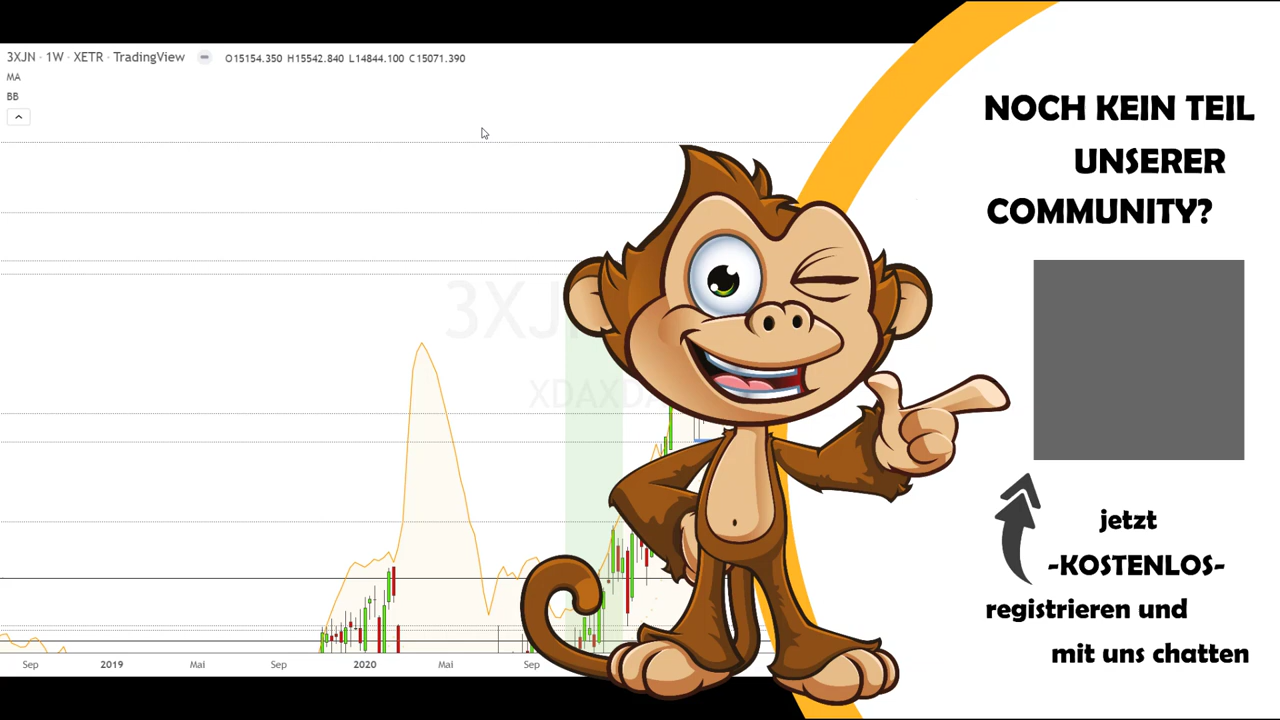 3XJN · 1W · XETR · TradingView O15154.350 H15542.840 L14844.100 C15071.390
MA
BB
NOCH KEIN TEIL
UNSERER
COMMUNITY?
jetzt
-KOSTENLOS-
registrieren und
mit uns chatten
Sep 2019 Mai Sep 2020 Mai Sep